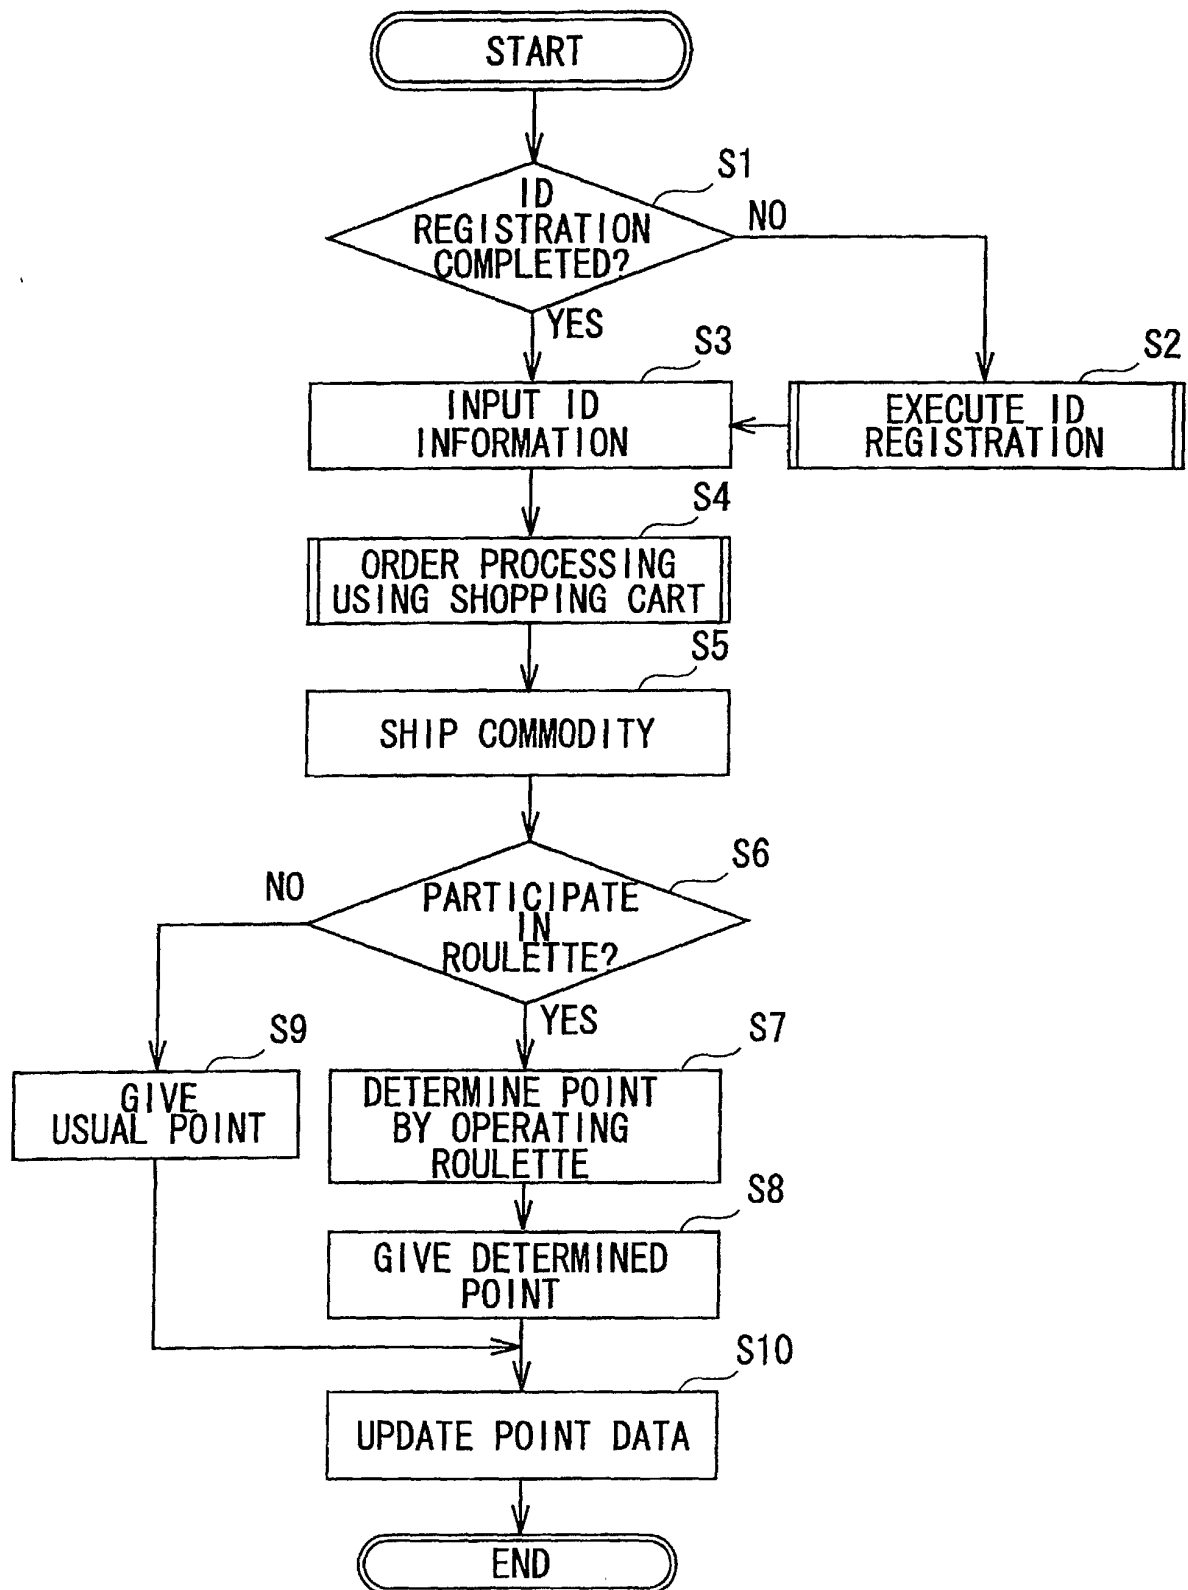 START
S1
ID
REGISTRATION
COMPLETED?
NO
YES
S3
INPUT ID
INFORMATION
S2
EXECUTE ID
REGISTRATION
S4
ORDER PROCESSING
USING SHOPPING CART
S5
SHIP COMMODITY
S6
PARTICIPATE
IN
ROULETTE?
NO
YES
S9
GIVE
USUAL POINT
S7
DETERMINE POINT
BY OPERATING
ROULETTE
S8
GIVE DETERMINED
POINT
S10
UPDATE POINT DATA
END